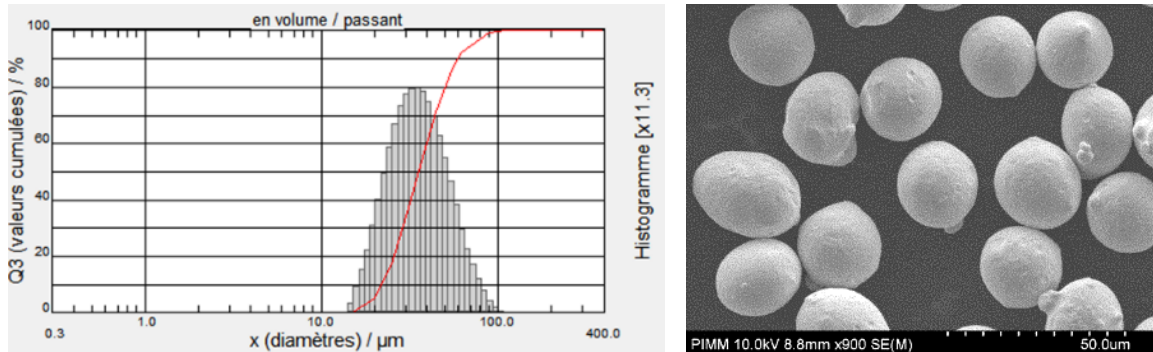 en volume / passant
100
80
60
40
20
0
Q3 (valeurs cumulées) / %
Histogramme [x11.3]
0.3
1.0
10.0
100.0
400.0
x (diamètres) / µm
PIMM 10.0kV 8.8mm x900 SE(M)
50.0um